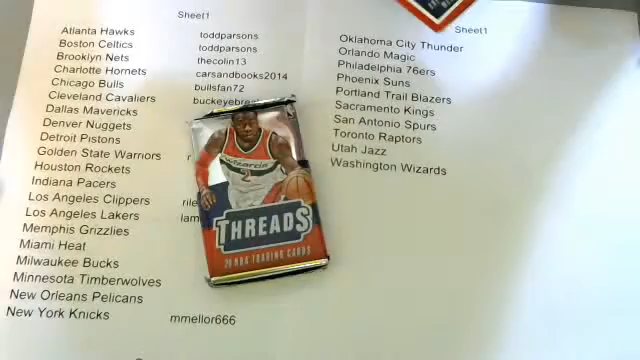 Sheet1
Atlanta Hawks toddparsons
Boston Celtics toddparsons
Brooklyn Nets thecolin13
Charlotte Hornets carsandbooks2014
Chicago Bulls bullsfan72
Cleveland Cavaliers
Dallas Mavericks
Denver Nuggets
Detroit Pistons
Golden State Warriors
Houston Rockets
Indiana Pacers
Los Angeles Clippers
Los Angeles Lakers
Memphis Grizzlies
Miami Heat
Milwaukee Bucks
Minnesota Timberwolves
New Orleans Pelicans
New York Knicks mmellor666
Sheet1
Oklahoma City Thunder
Orlando Magic
Philadelphia 76ers
Phoenix Suns
Portland Trail Blazers
Sacramento Kings
San Antonio Spurs
Toronto Raptors
Utah Jazz
Washington Wizards
wizards
2
THREADS
20 NBA TRADING CARDS